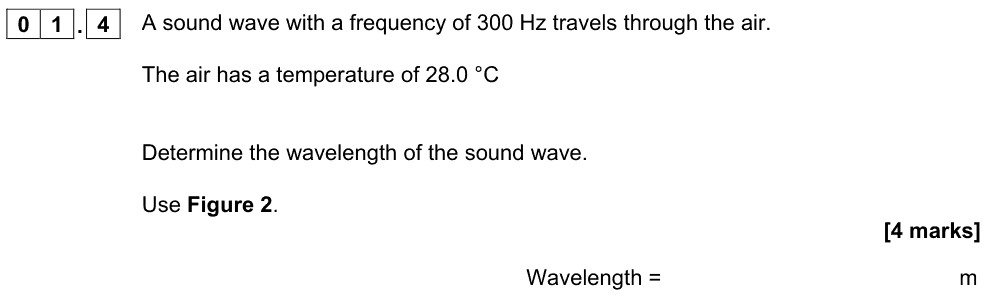 0 1 . 4 A sound wave with a frequency of 300 Hz travels through the air.
The air has a temperature of 28.0 °C
Determine the wavelength of the sound wave.
Use Figure 2.
[4 marks]
Wavelength = m